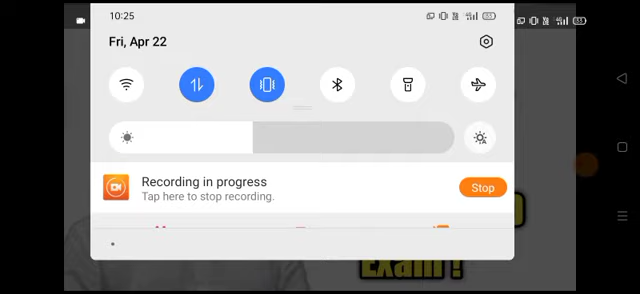 10:25
Fri, Apr 22
Recording in progress
Tap here to stop recording.
Stop
Exam !